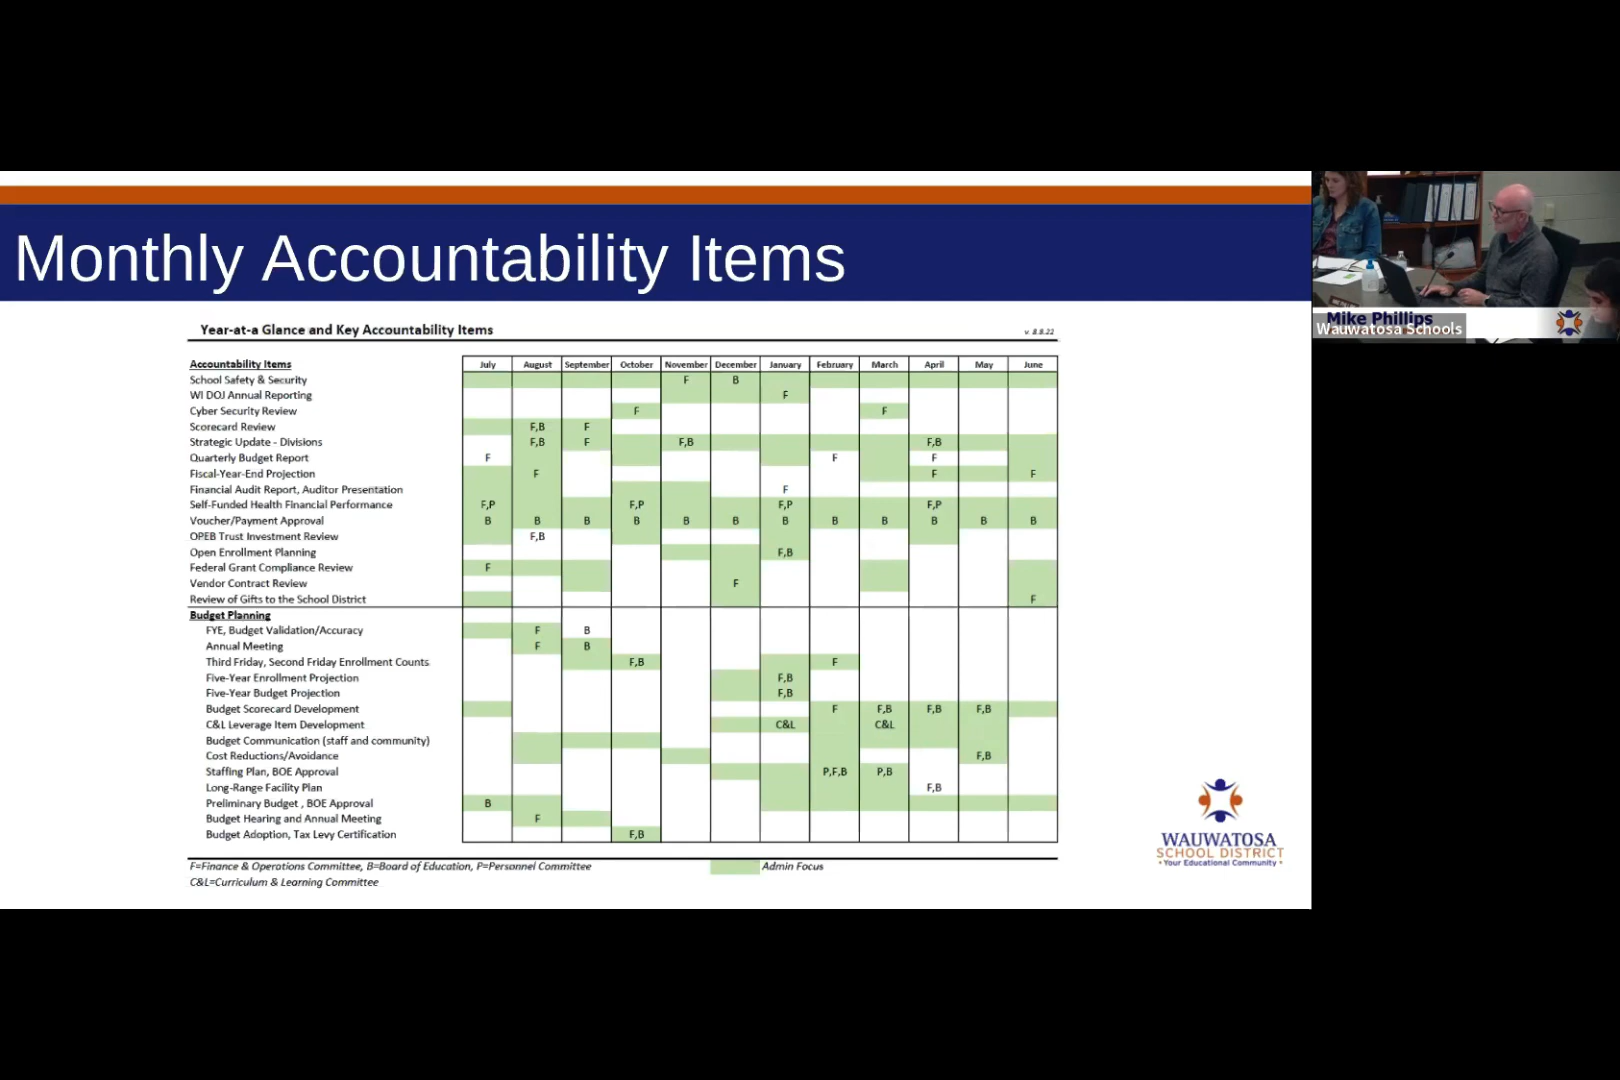 Monthly Accountability Items
Year-at-a Glance and Key Accountability Items
v. 8.8.22
Accountability Items July August September October November December January February March April May June
School Safety & Security F B
WI DOJ Annual Reporting F
Cyber Security Review F F
Scorecard Review F,B F
Strategic Update - Divisions F,B F F,B F,B
Quarterly Budget Report F F F
Fiscal-Year-End Projection F F F
Financial Audit Report, Auditor Presentation F
Self-Funded Health Financial Performance F,P F,P F,P F,P
Voucher/Payment Approval B B B B B B B B B B B B
OPEB Trust Investment Review F,B
Open Enrollment Planning F,B
Federal Grant Compliance Review F
Vendor Contract Review F
Review of Gifts to the School District F
Budget Planning
FYE, Budget Validation/Accuracy F B
Annual Meeting F B
Third Friday, Second Friday Enrollment Counts F,B F
Five-Year Enrollment Projection F,B
Five-Year Budget Projection F,B
Budget Scorecard Development F F,B F,B F,B
C&L Leverage Item Development C&L C&L
Budget Communication (staff and community)
Cost Reductions/Avoidance F,B
Staffing Plan, BOE Approval P,F,B P,B
Long-Range Facility Plan F,B
Preliminary Budget , BOE Approval B
Budget Hearing and Annual Meeting F
Budget Adoption, Tax Levy Certification F,B
F=Finance & Operations Committee, B=Board of Education, P=Personnel Committee
Admin Focus
C&L=Curriculum & Learning Committee
WAUWATOSA
SCHOOL DISTRICT
• Your Educational Community •
Mike Phillips
Wauwatosa Schools